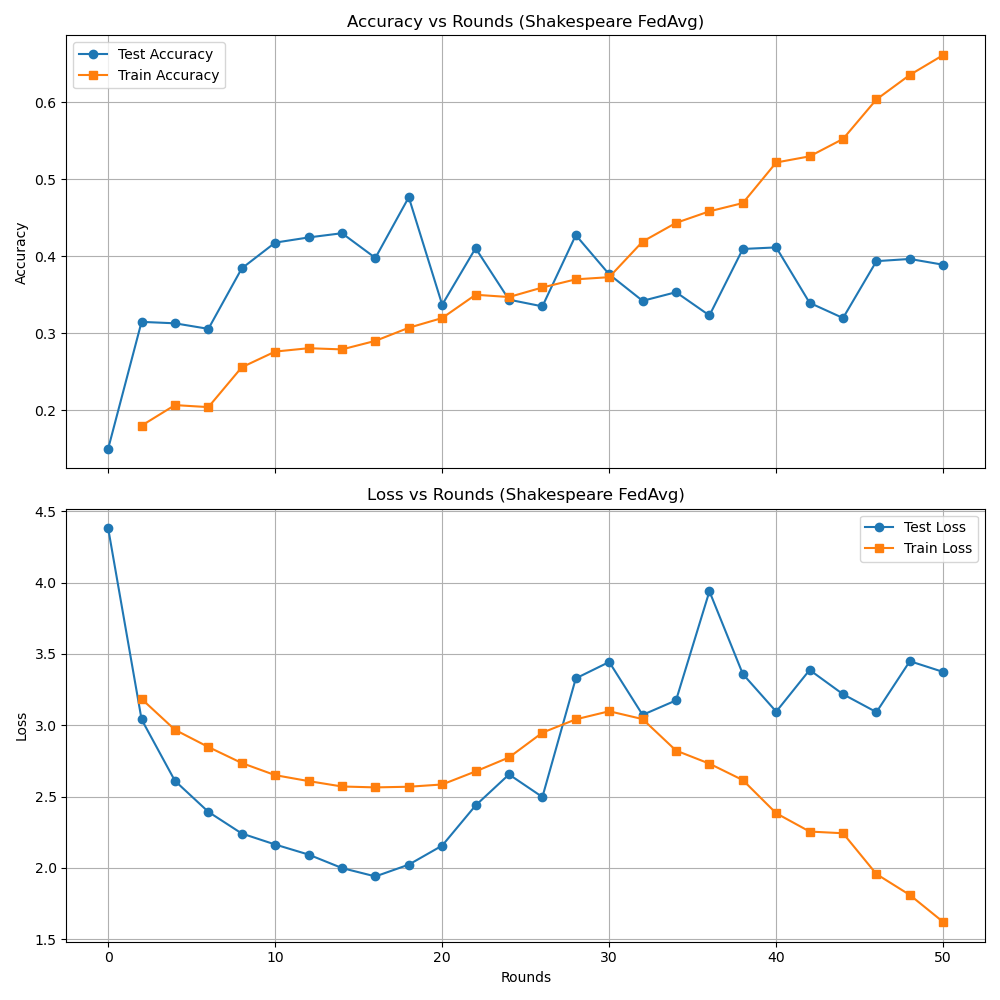 Accuracy vs Rounds (Shakespeare FedAvg)
Test Accuracy
Train Accuracy
0.6
0.5
0.4
0.3
0.2
Accuracy
Loss vs Rounds (Shakespeare FedAvg)
Test Loss
Train Loss
4.5
4.0
3.5
3.0
2.5
2.0
1.5
Loss
0 10 20 30 40 50
Rounds